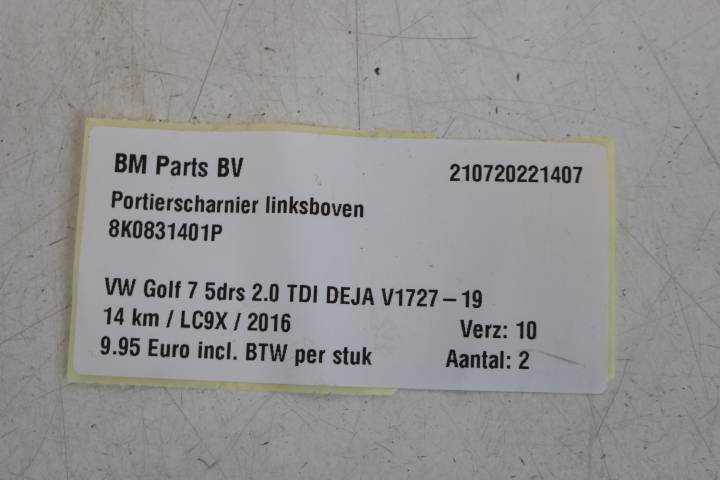 BM Parts BV 210720221407
Portierscharnier linksboven
8K0831401P
VW Golf 7 5drs 2.0 TDI DEJA V1727 – 19
14 km / LC9X / 2016 Verz: 10
9.95 Euro incl. BTW per stuk Aantal: 2